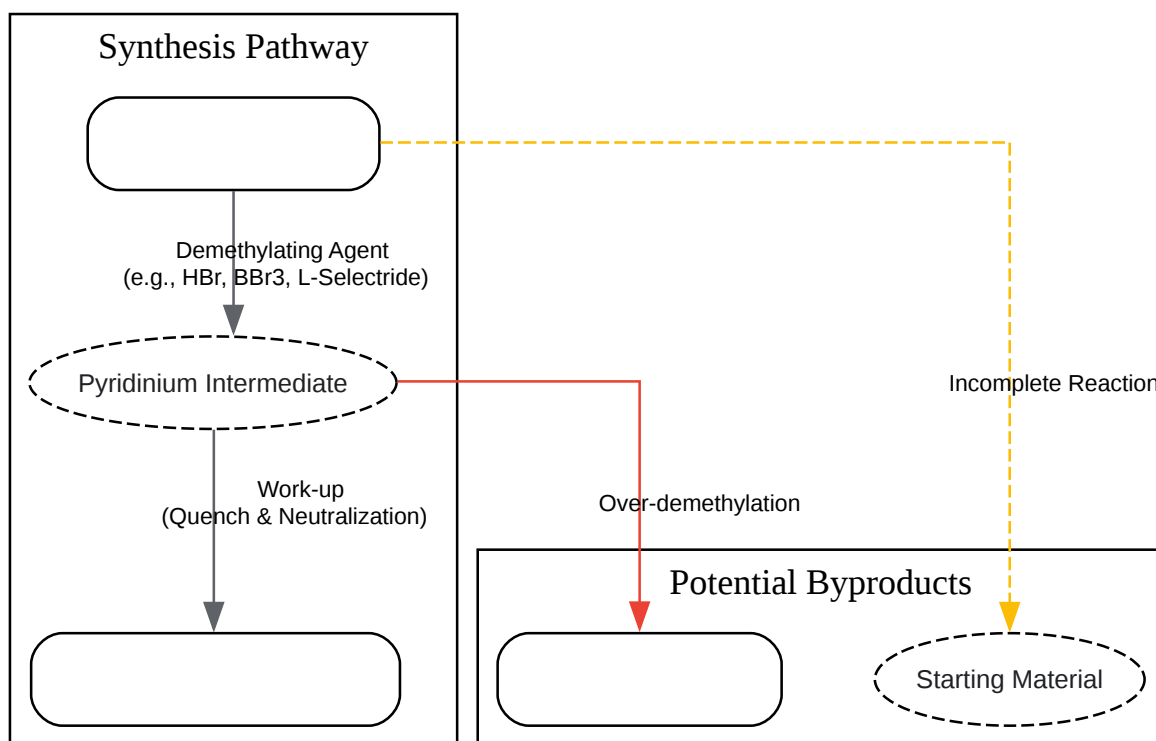 Synthesis Pathway
Demethylating Agent
(e.g., HBr, BBr3, L-Selectride)
Pyridinium Intermediate
Incomplete Reaction
Work-up
(Quench & Neutralization)
Over-demethylation
Potential Byproducts
Starting Material